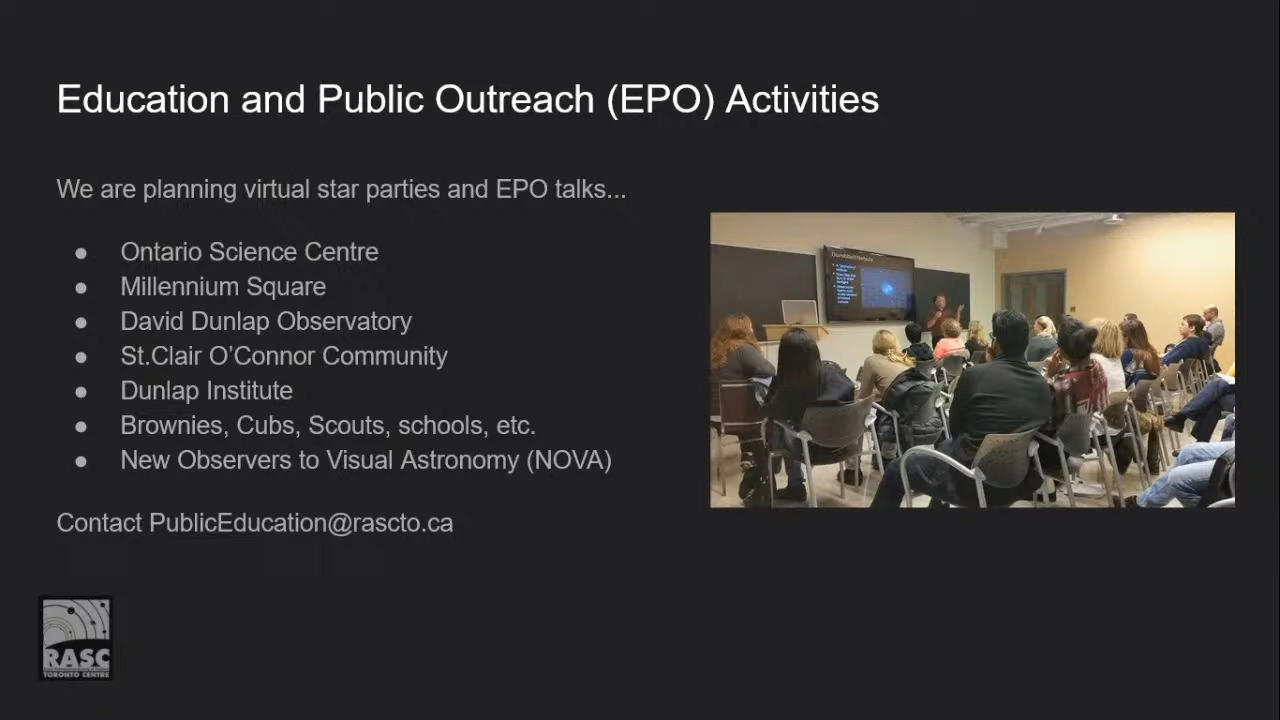 Education and Public Outreach (EPO) Activities
We are planning virtual star parties and EPO talks...
● Ontario Science Centre
● Millennium Square
● David Dunlap Observatory
● St.Clair O’Connor Community
● Dunlap Institute
● Brownies, Cubs, Scouts, schools, etc.
● New Observers to Visual Astronomy (NOVA)
Contact PublicEducation@rascto.ca
Dumbbell Nebula
RASC
TORONTO CENTRE